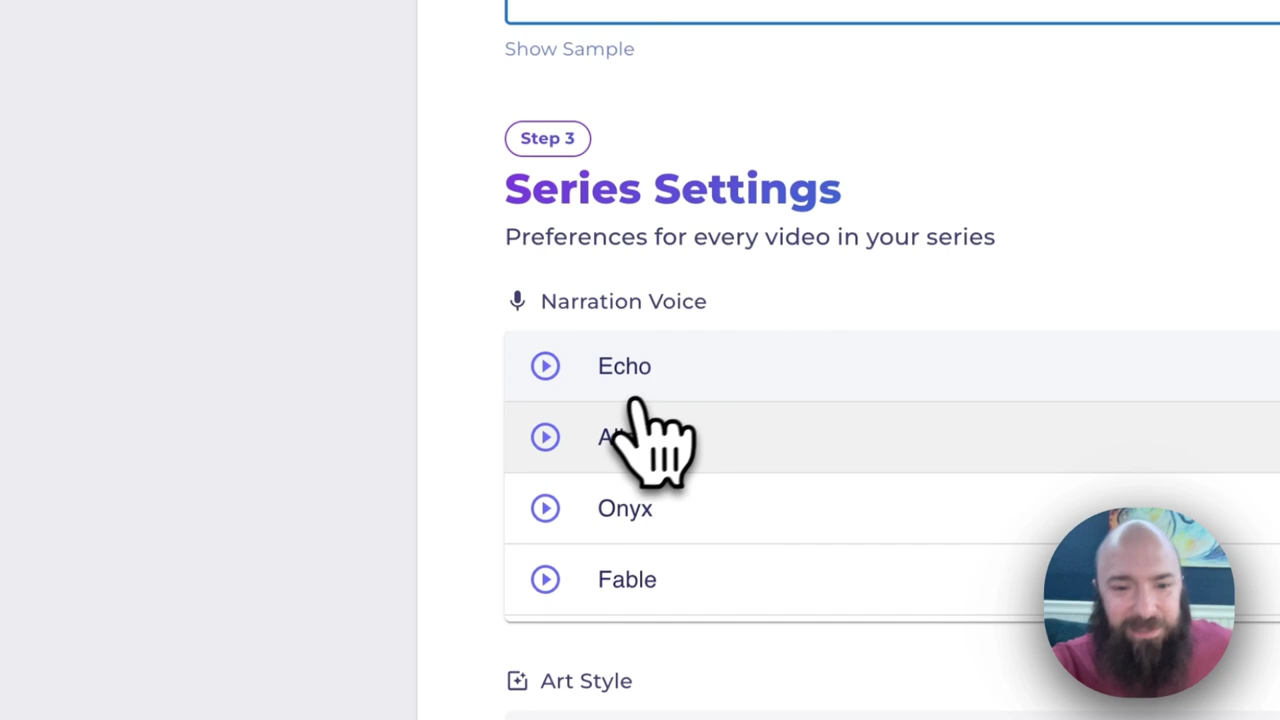 Show Sample
Step 3
Series Settings
Preferences for every video in your series
Narration Voice
Echo
Onyx
Fable
Art Style